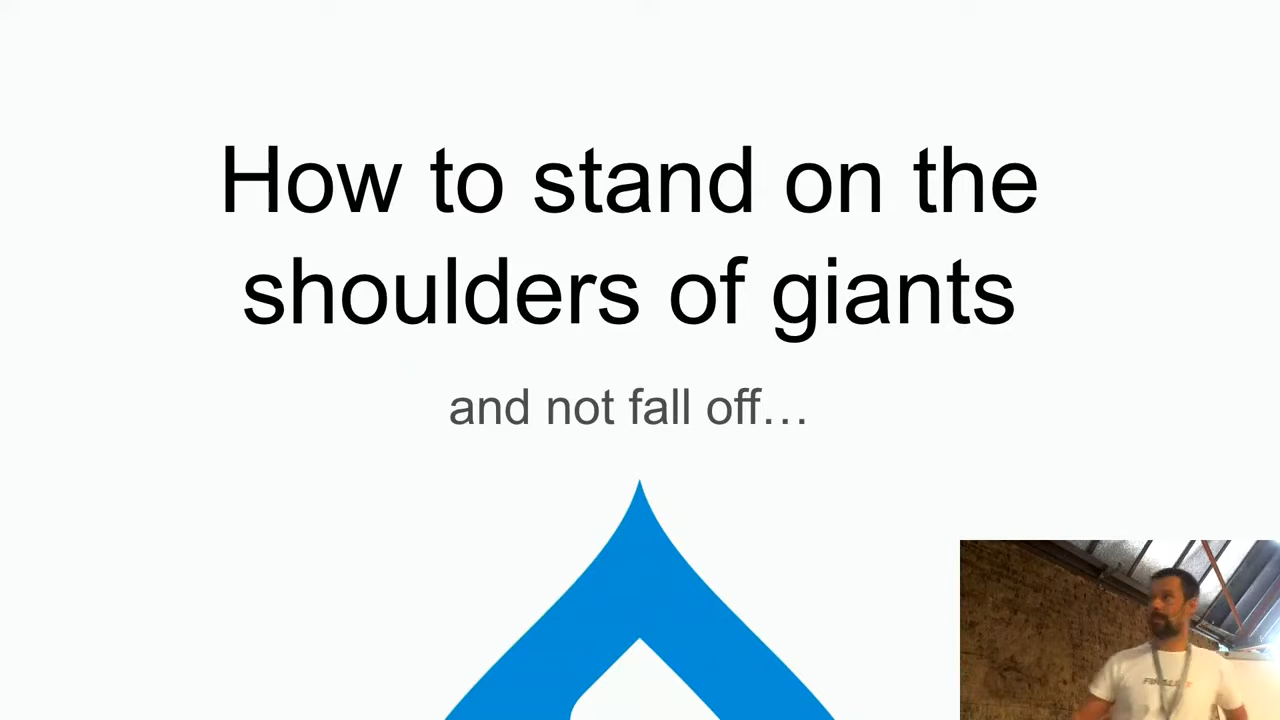 How to stand on the
shoulders of giants
and not fall off…